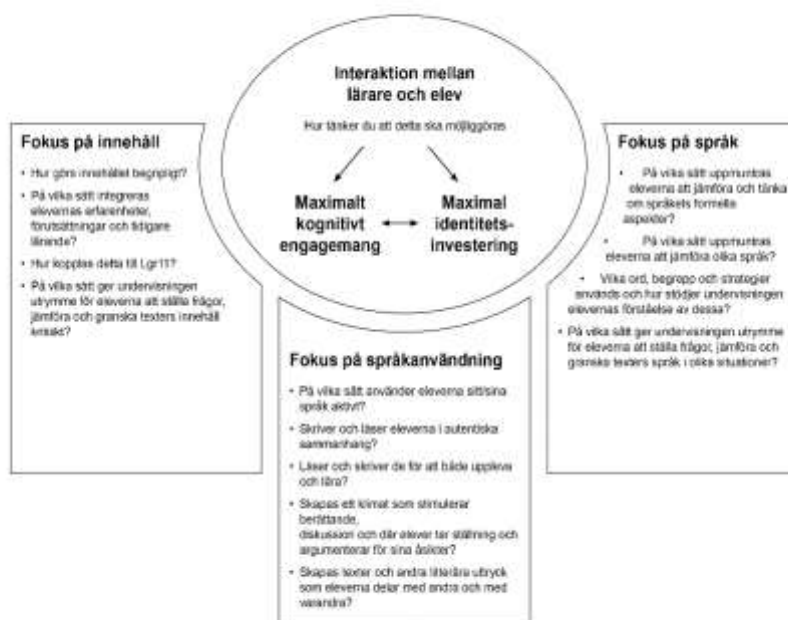 Interaktion mellan
lärare och elev
Hur tänker du att detta ska möjliggöras
Maximalt
kognitivt
engagemang
Maximal
identitets-
investering
Fokus på innehåll
• Hur görs innehållet begripligt?
• På vilka sätt integreras
elevernas erfarenheter,
förutsättningar och tidigare
lärande?
• Hur kopplas detta till Lgr11?
• På vilka sätt ger undervisningen
utrymme för eleverna att ställa frågor,
jämföra och granska texters innehåll
kritiskt?
Fokus på språkanvändning
• På vilka sätt använder eleverna sitt/sina
språk aktivt?
• Skriver och läser eleverna i autentiska
sammanhang?
• Läser och skriver de för att både uppleva
och lära?
• Skapas ett klimat som stimulerar
berättande,
diskussion och där elever tar ställning och
argumenterar för sina åsikter?
• Skapas texter och andra litterära uttryck
som eleverna delar med andra och med
varandra?
Fokus på språk
• På vilka sätt uppmuntras
eleverna att jämföra och tänka
om språkets formella
aspekter?
• På vilka sätt uppmuntras
eleverna att jämföra olika språk?
• Vilka ord, begrepp och strategier
används och hur stödjer undervisningen
elevernas förståelse av dessa?
• På vilka sätt ger undervisningen utrymme
för eleverna att ställa frågor, jämföra och
granska texters språk i olika situationer?